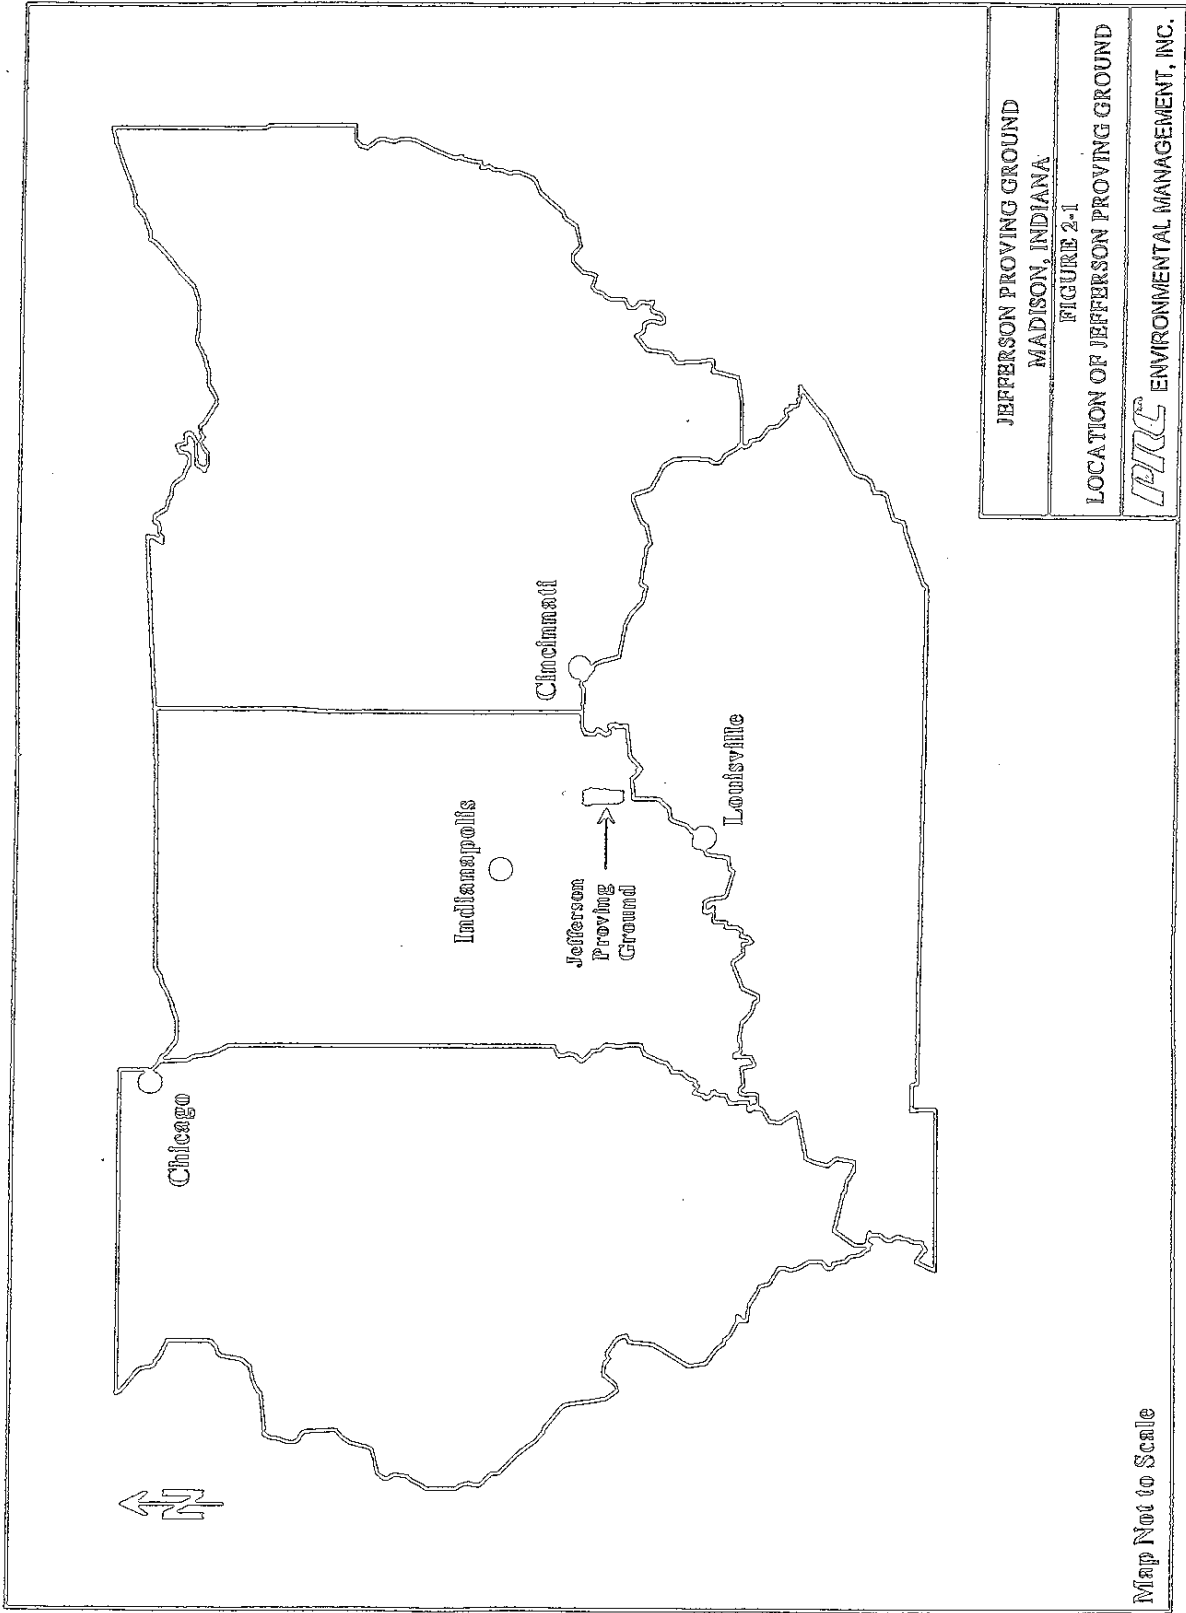 N
Chicago
Indianapolis
Cincinnati
Jefferson
Proving
Ground
Louisville
Map Not to Scale
JEFFERSON PROVING GROUND
MADISON, INDIANA
FIGURE 2-1
LOCATION OF JEFFERSON PROVING GROUND
PRC ENVIRONMENTAL MANAGEMENT, INC.